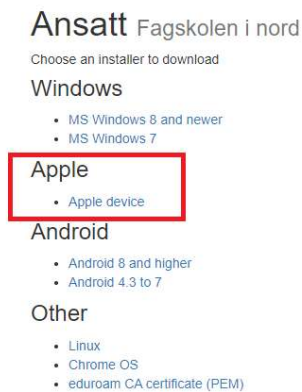 Ansatt Fagskolen i nord
Choose an installer to download
Windows
MS Windows 8 and newer
MS Windows 7
Apple
Apple device
Android
Android 8 and higher
Android 4.3 to 7
Other
Linux
Chrome OS
eduroam CA certificate (PEM)